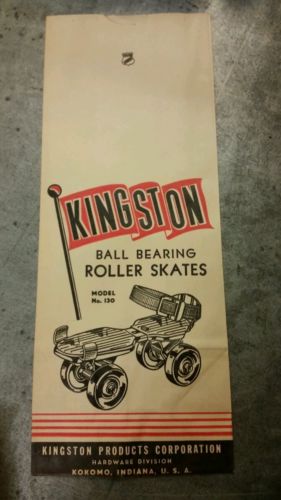 KINGSTON
BALL BEARING
ROLLER SKATES
MODEL
No. 130
KINGSTON PRODUCTS CORPORATION
HARDWARE DIVISION
KOKOMO, INDIANA, U. S. A.